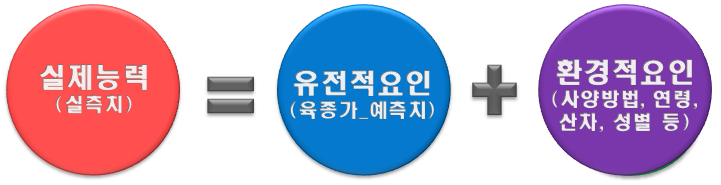 실제능력
(실측지)
=
유전적요인
(육종가_예측치)
+
환경적요인
(사양방법, 연령,
산차, 성별 등)